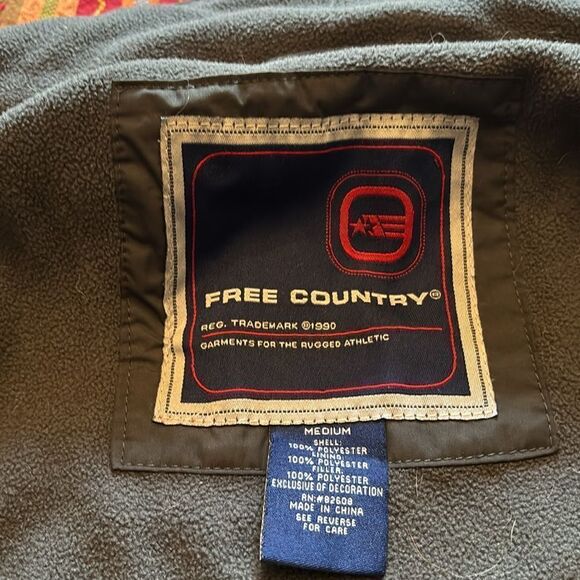 FREE COUNTRY®
REG. TRADEMARK ®1990
GARMENTS FOR THE RUGGED ATHLETIC
MEDIUM
SHELL:
100% POLYESTER
LINING:
100% POLYESTER
FILLER:
100% POLYESTER
EXCLUSIVE OF DECORATION
RN:#82608
MADE IN CHINA
SEE REVERSE
FOR CARE